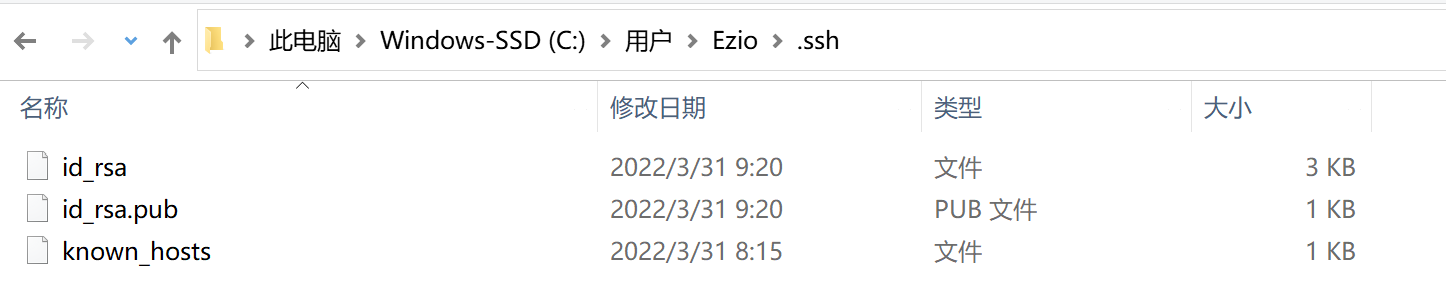 此电脑 Windows-SSD (C:) 用户 Ezio .ssh
名称 修改日期 类型 大小
id_rsa 2022/3/31 9:20 文件 3 KB
id_rsa.pub 2022/3/31 9:20 PUB 文件 1 KB
known_hosts 2022/3/31 8:15 文件 1 KB